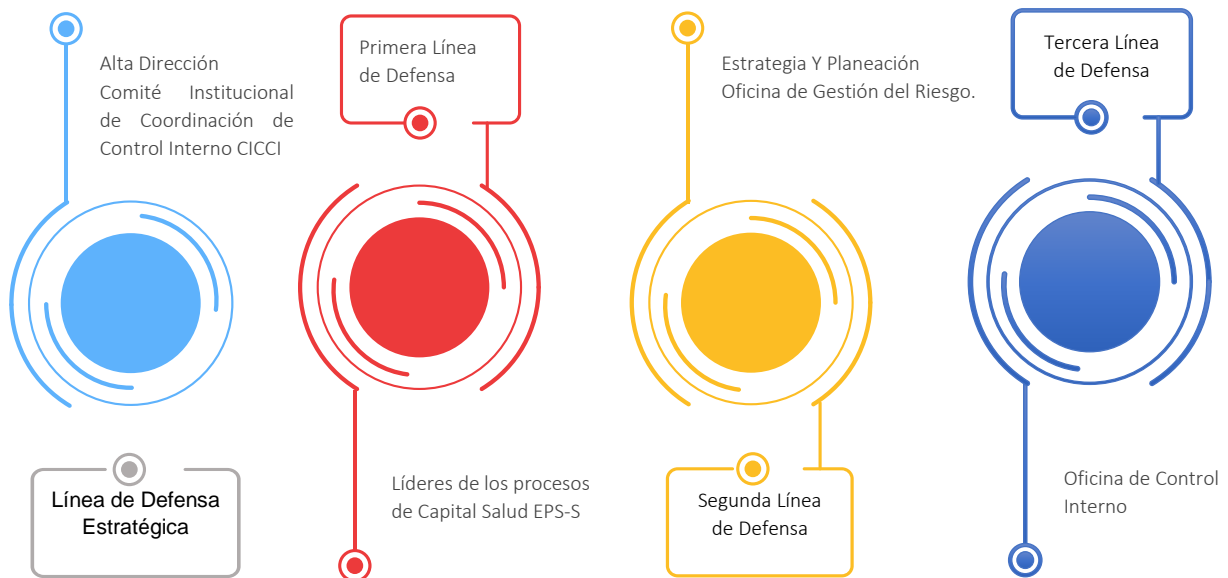 Alta Dirección
Comité Institucional
de Coordinación de
Control Interno CICCI
Línea de Defensa
Estratégica
Primera Línea
de Defensa
Líderes de los procesos
de Capital Salud EPS-S
Estrategia Y Planeación
Oficina de Gestión del Riesgo.
Segunda Línea
de Defensa
Tercera Línea
de Defensa
Oficina de Control
Interno